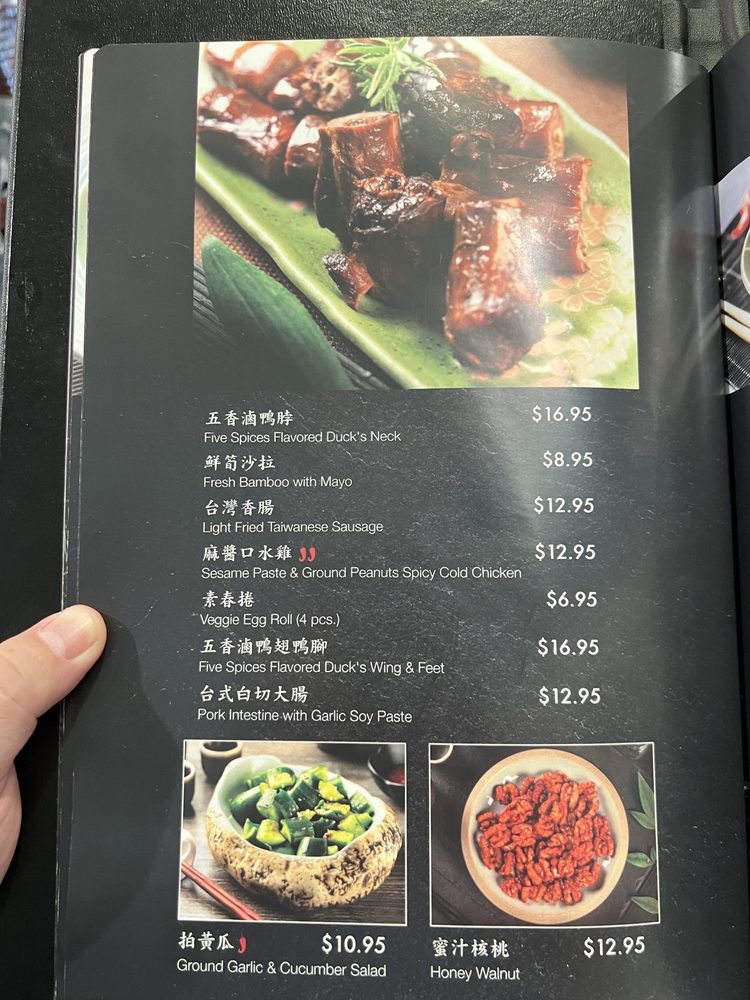 五香滷鴨脖 $16.95
Five Spices Flavored Duck's Neck
鮮筍沙拉 $8.95
Fresh Bamboo with Mayo
台灣香腸 $12.95
Light Fried Taiwanese Sausage
麻醬口水雞 $12.95
Sesame Paste & Ground Peanuts Spicy Cold Chicken
素春捲 $6.95
Veggie Egg Roll (4 pcs.)
五香滷鴨翅鴨腳 $16.95
Five Spices Flavored Duck's Wing & Feet
台式白切大腸 $12.95
Pork Intestine with Garlic Soy Paste
拍黃瓜 $10.95
Ground Garlic & Cucumber Salad
蜜汁核桃 $12.95
Honey Walnut